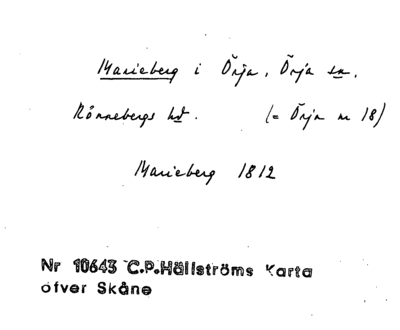 Marieberg i Örja, Örja sn.
Rönnebergs hd. (= Örja nr 18)
Marieberg 1812
Nr 10643 C.P.Hällströms Karta
öfver Skåne